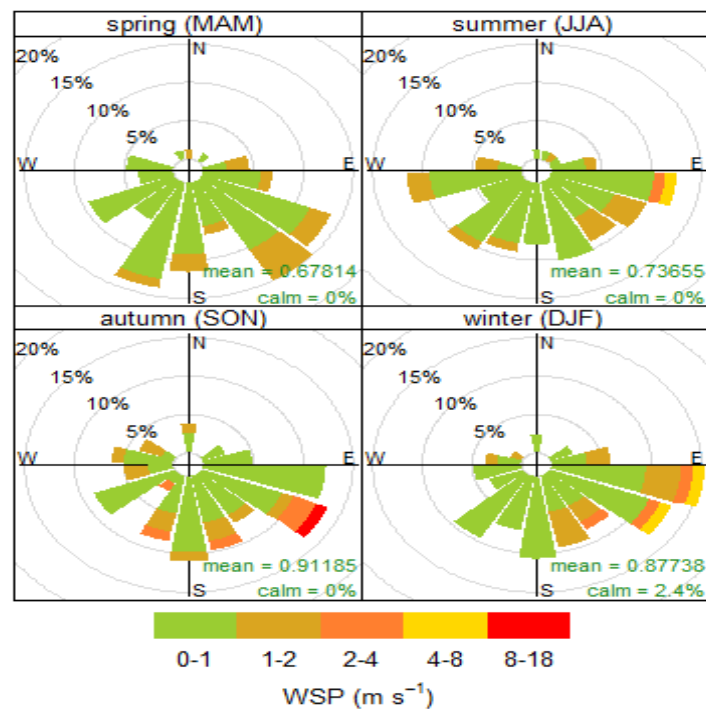 spring (MAM)
20%
15%
10%
5%
N
W
E
S
mean = 0.67814
calm = 0%
summer (JJA)
20%
15%
10%
5%
N
W
E
S
mean = 0.73655
calm = 0%
autumn (SON)
20%
15%
10%
5%
N
W
E
S
mean = 0.91185
calm = 0%
winter (DJF)
20%
15%
10%
5%
N
W
E
S
mean = 0.87738
calm = 2.4%
0-1 1-2 2-4 4-8 8-18
WSP (m s⁻¹)